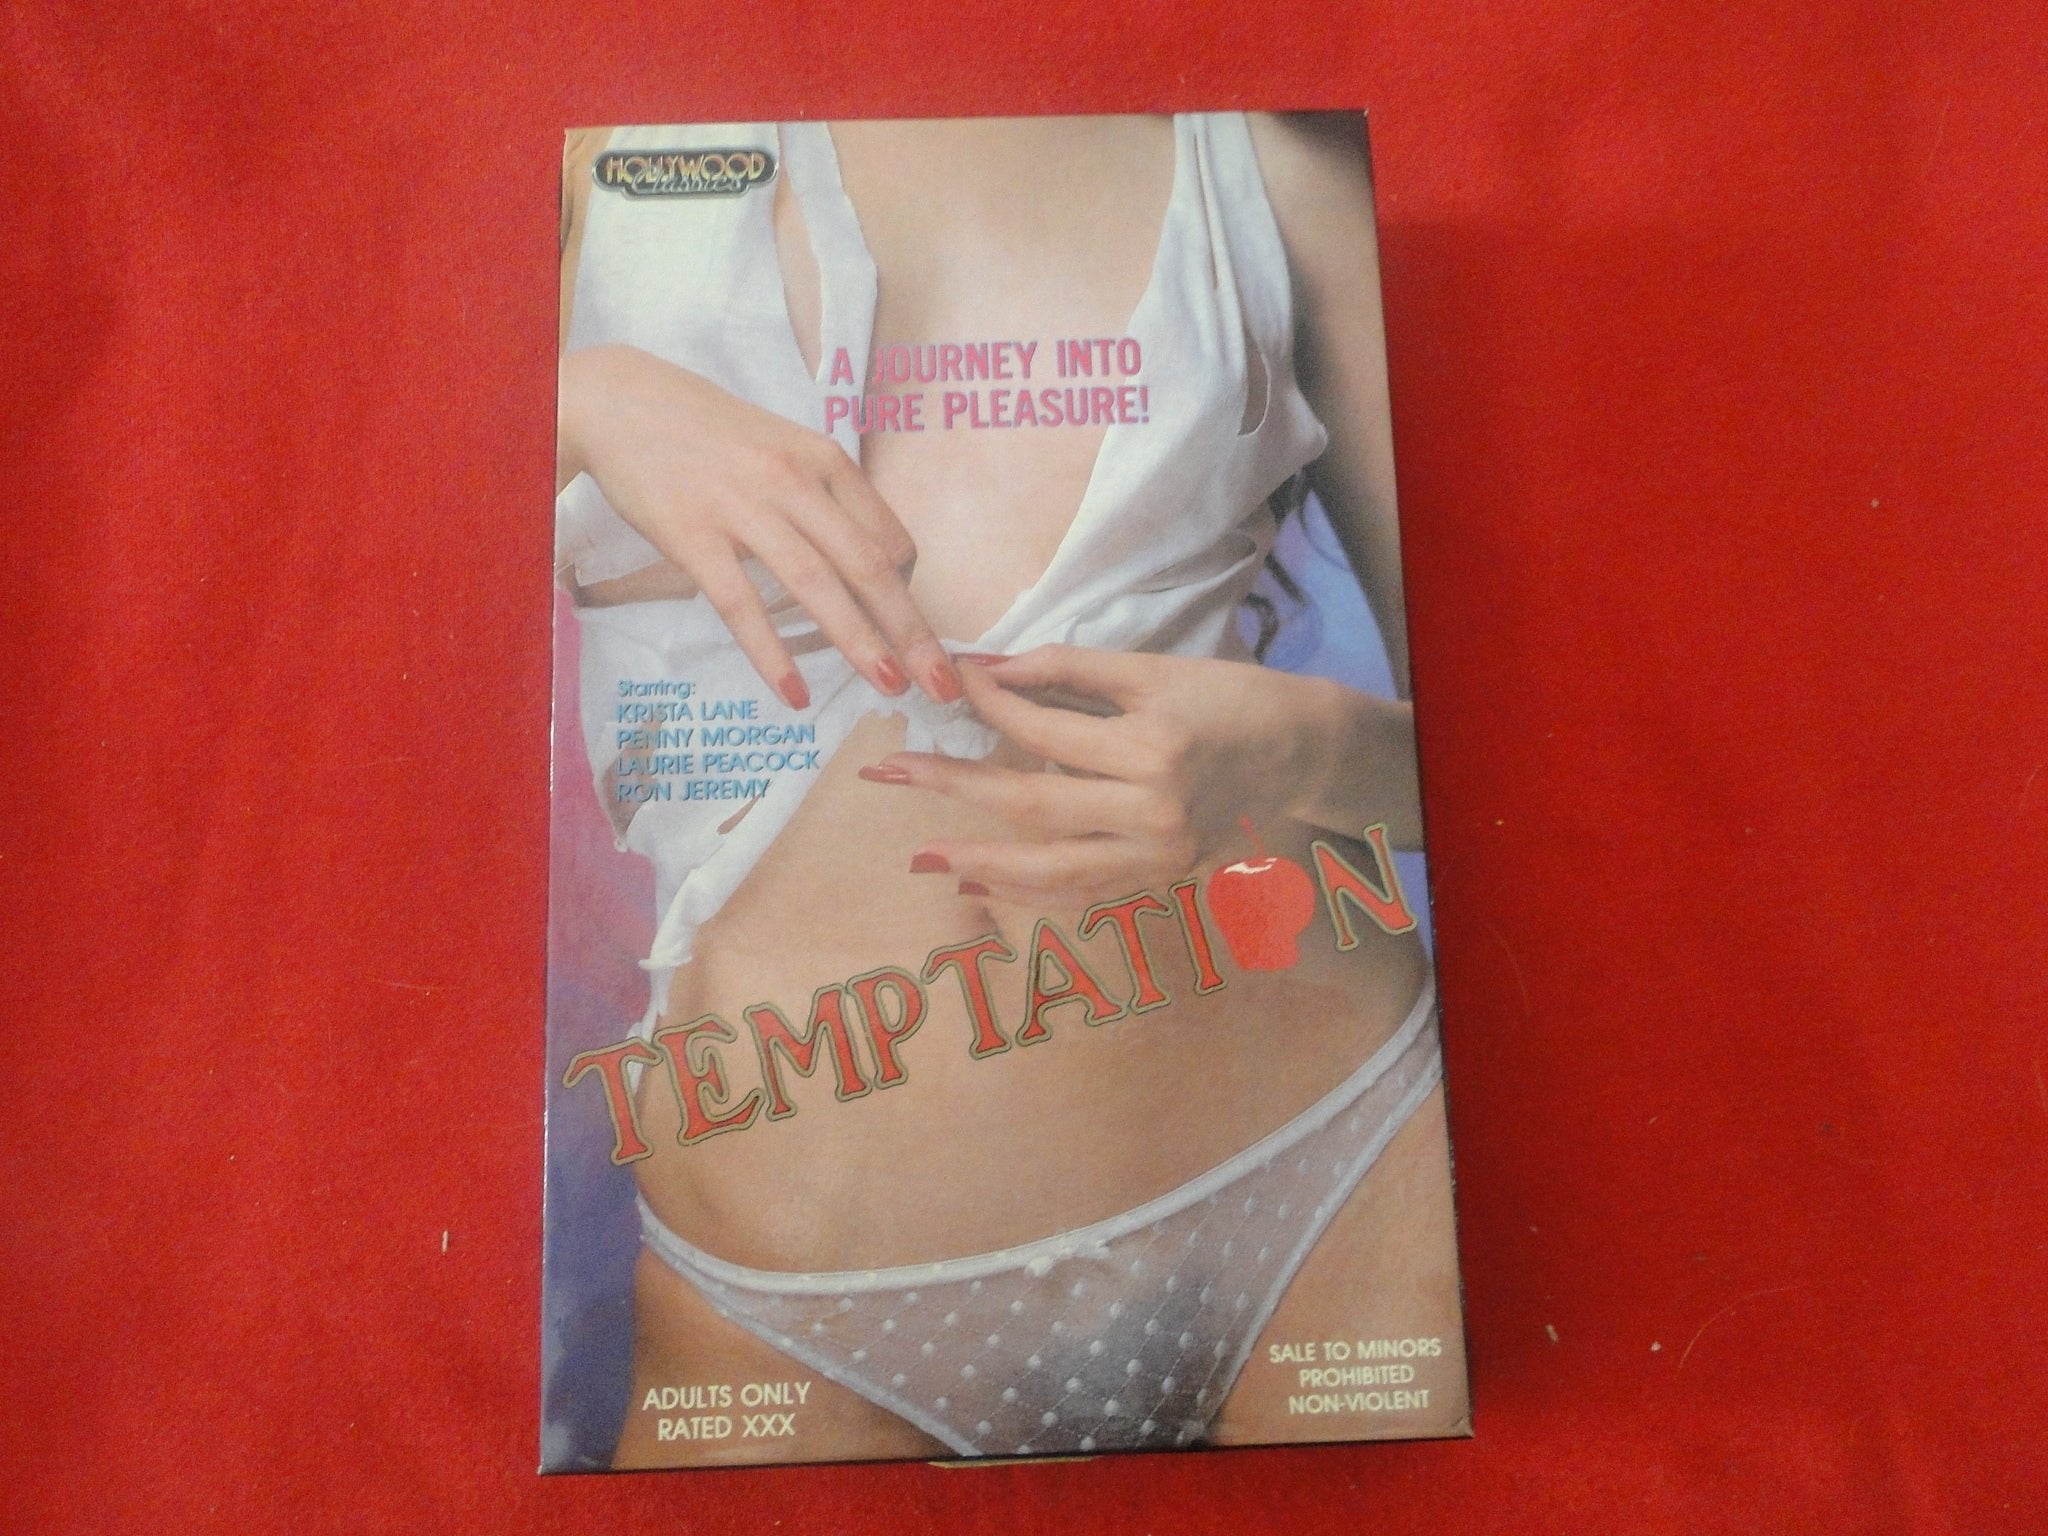 HOLLYWOOD
Classics
A JOURNEY INTO
PURE PLEASURE!
Starring:
KRISTA LANE
PENNY MORGAN
LAURIE PEACOCK
RON JEREMY
TEMPTATION
ADULTS ONLY
RATED XXX
SALE TO MINORS
PROHIBITED
NON-VIOLENT